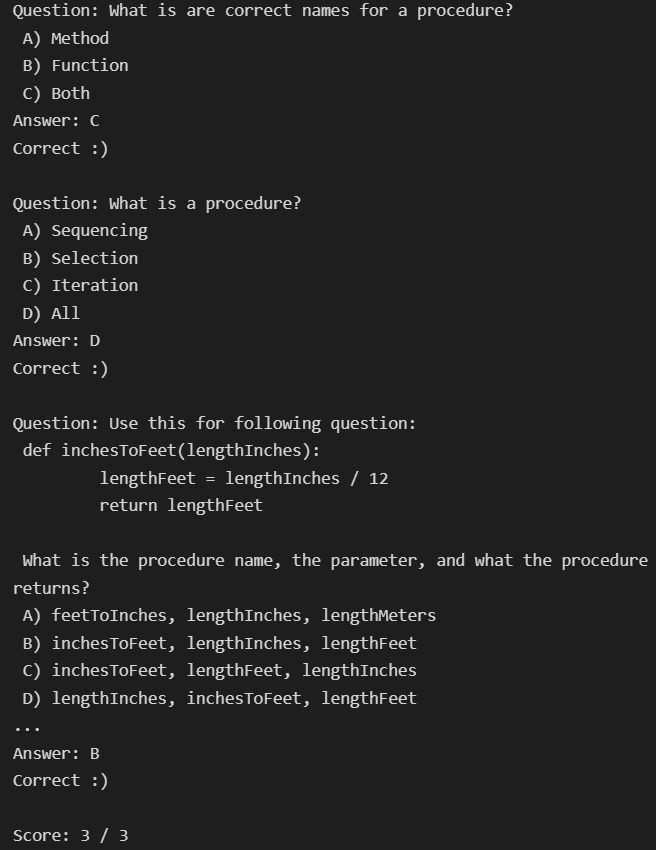 Question: What is are correct names for a procedure?
A) Method
B) Function
C) Both
Answer: C
Correct :)
Question: What is a procedure?
A) Sequencing
B) Selection
C) Iteration
D) All
Answer: D
Correct :)
Question: Use this for following question:
def inchesToFeet(lengthInches):
lengthFeet = lengthInches / 12
return lengthFeet
What is the procedure name, the parameter, and what the procedure
returns?
A) feetToInches, lengthInches, lengthMeters
B) inchesToFeet, lengthInches, lengthFeet
C) inchesToFeet, lengthFeet, lengthInches
D) lengthInches, inchesToFeet, lengthFeet
...
Answer: B
Correct :)
Score: 3 / 3